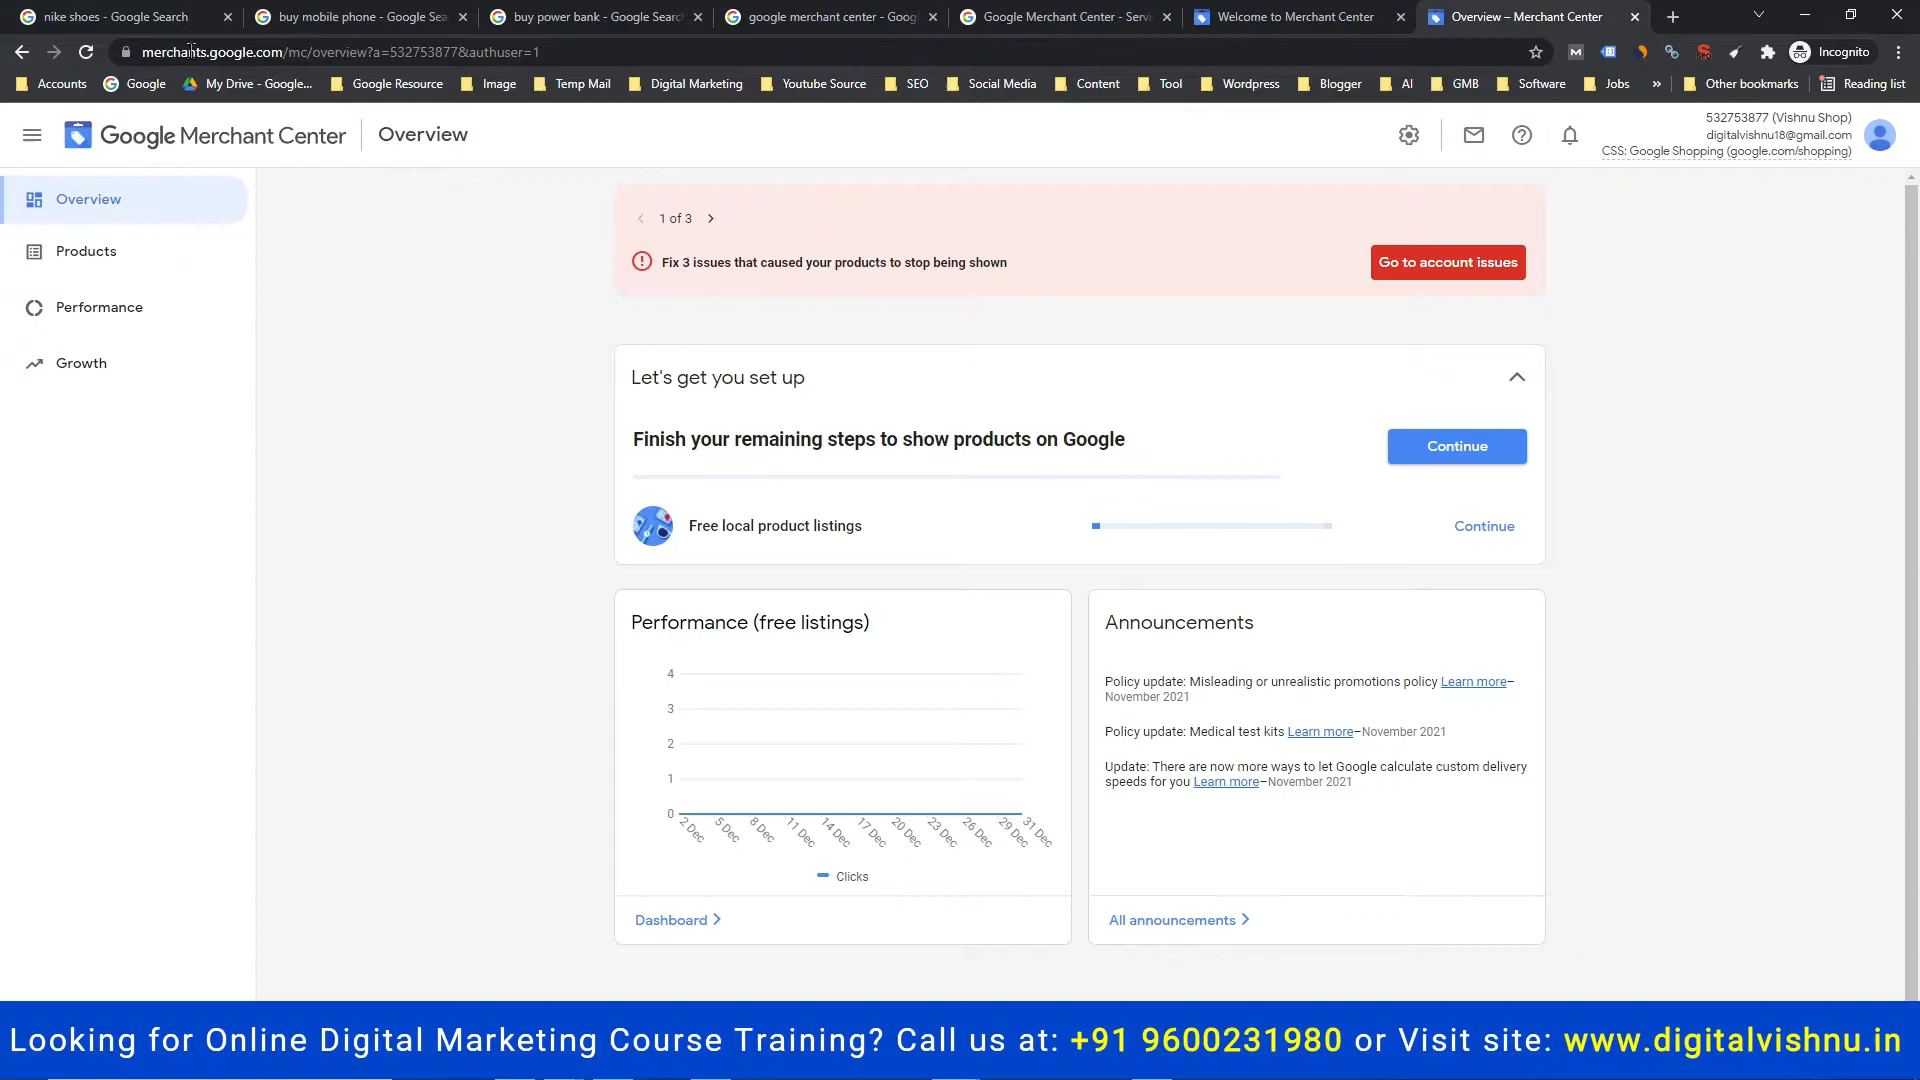 nike shoes - Google Search
buy mobile phone - Google Sea
buy power bank - Google Search
google merchant center - Goog
Google Merchant Center - Servi
Welcome to Merchant Center
Overview – Merchant Center
merchants.google.com/mc/overview?a=532753877&authuser=1
Incognito
Accounts
Google
My Drive - Google...
Google Resource
Image
Temp Mail
Digital Marketing
Youtube Source
SEO
Social Media
Content
Tool
Wordpress
Blogger
AI
GMB
Software
Jobs
»
Other bookmarks
Reading list
Google Merchant Center
Overview
532753877 (Vishnu Shop)
digitalvishnu18@gmail.com
CSS: Google Shopping (google.com/shopping)
Overview
Products
Performance
Growth
1 of 3
Fix 3 issues that caused your products to stop being shown
Go to account issues
Let's get you set up
Finish your remaining steps to show products on Google
Continue
Free local product listings
Continue
Performance (free listings)
4
3
2
1
0
2 Dec
5 Dec
8 Dec
11 Dec
14 Dec
17 Dec
20 Dec
23 Dec
26 Dec
29 Dec
31 Dec
Clicks
Dashboard
Announcements
Policy update: Misleading or unrealistic promotions policy Learn more–
November 2021
Policy update: Medical test kits Learn more–November 2021
Update: There are now more ways to let Google calculate custom delivery
speeds for you Learn more–November 2021
All announcements
Looking for Online Digital Marketing Course Training? Call us at: +91 9600231980 or Visit site: www.digitalvishnu.in